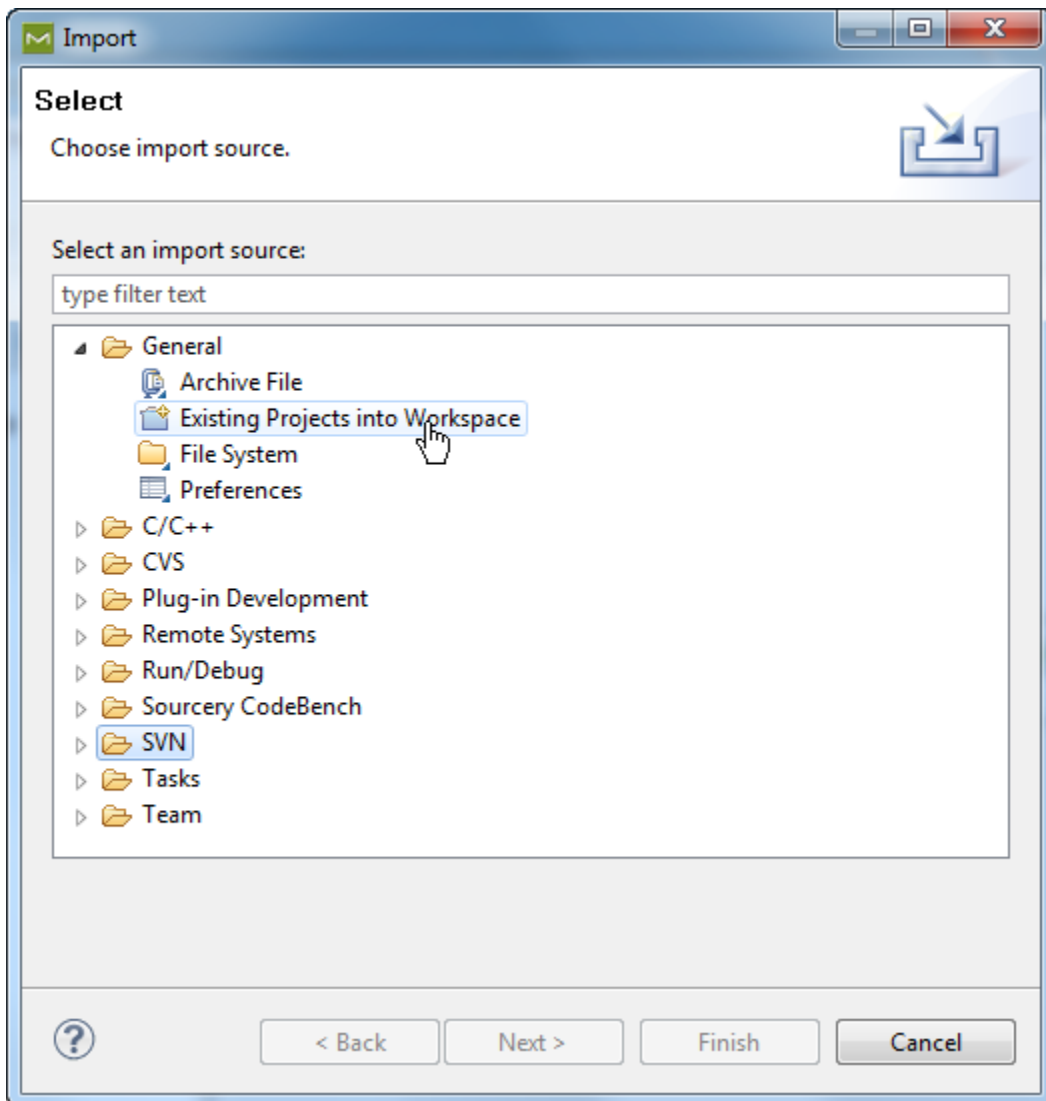 Import
Select
Choose import source.
Select an import source:
type filter text
General
Archive File
Existing Projects into Workspace
File System
Preferences
C/C++
CVS
Plug-in Development
Remote Systems
Run/Debug
Sourcery CodeBench
SVN
Tasks
Team
? < Back Next > Finish Cancel